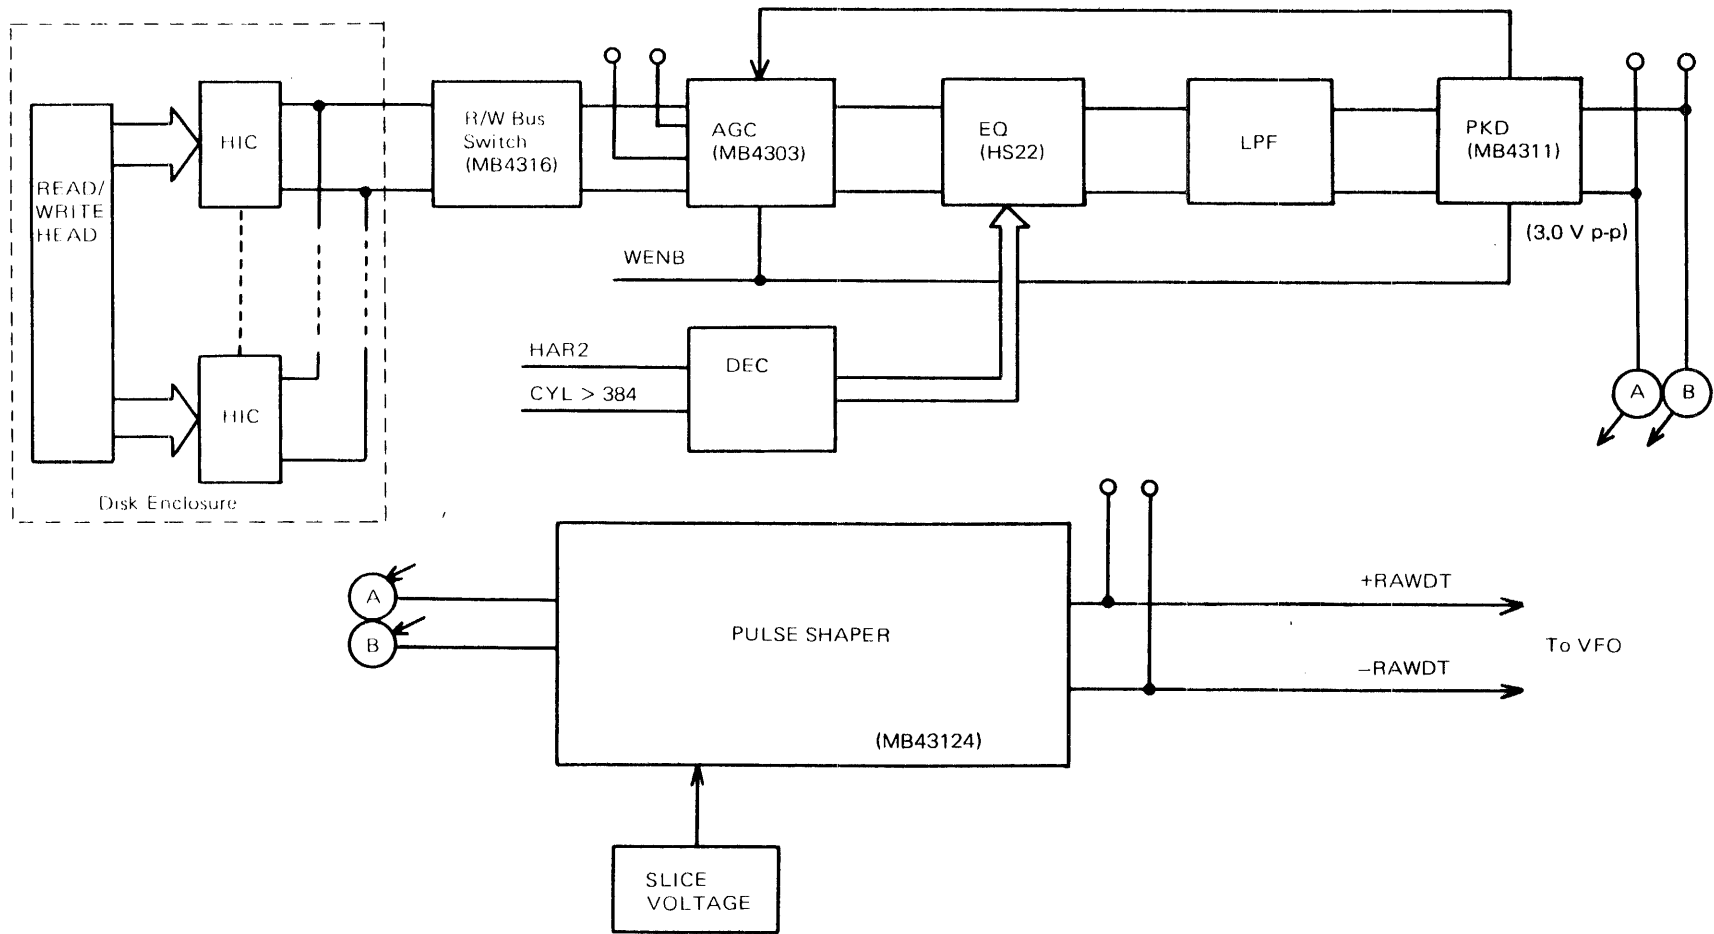 READ/
WRITE
HEAD
HIC
HIC
Disk Enclosure
R/W Bus
Switch
(MB4316)
AGC
(MB4303)
EQ
(HS22)
LPF
PKD
(MB4311)
(3.0 V p-p)
WENB
HAR2
CYL > 384
DEC
A
B
A
B
PULSE SHAPER
(MB43124)
+RAWDT
To VFO
−RAWDT
SLICE
VOLTAGE